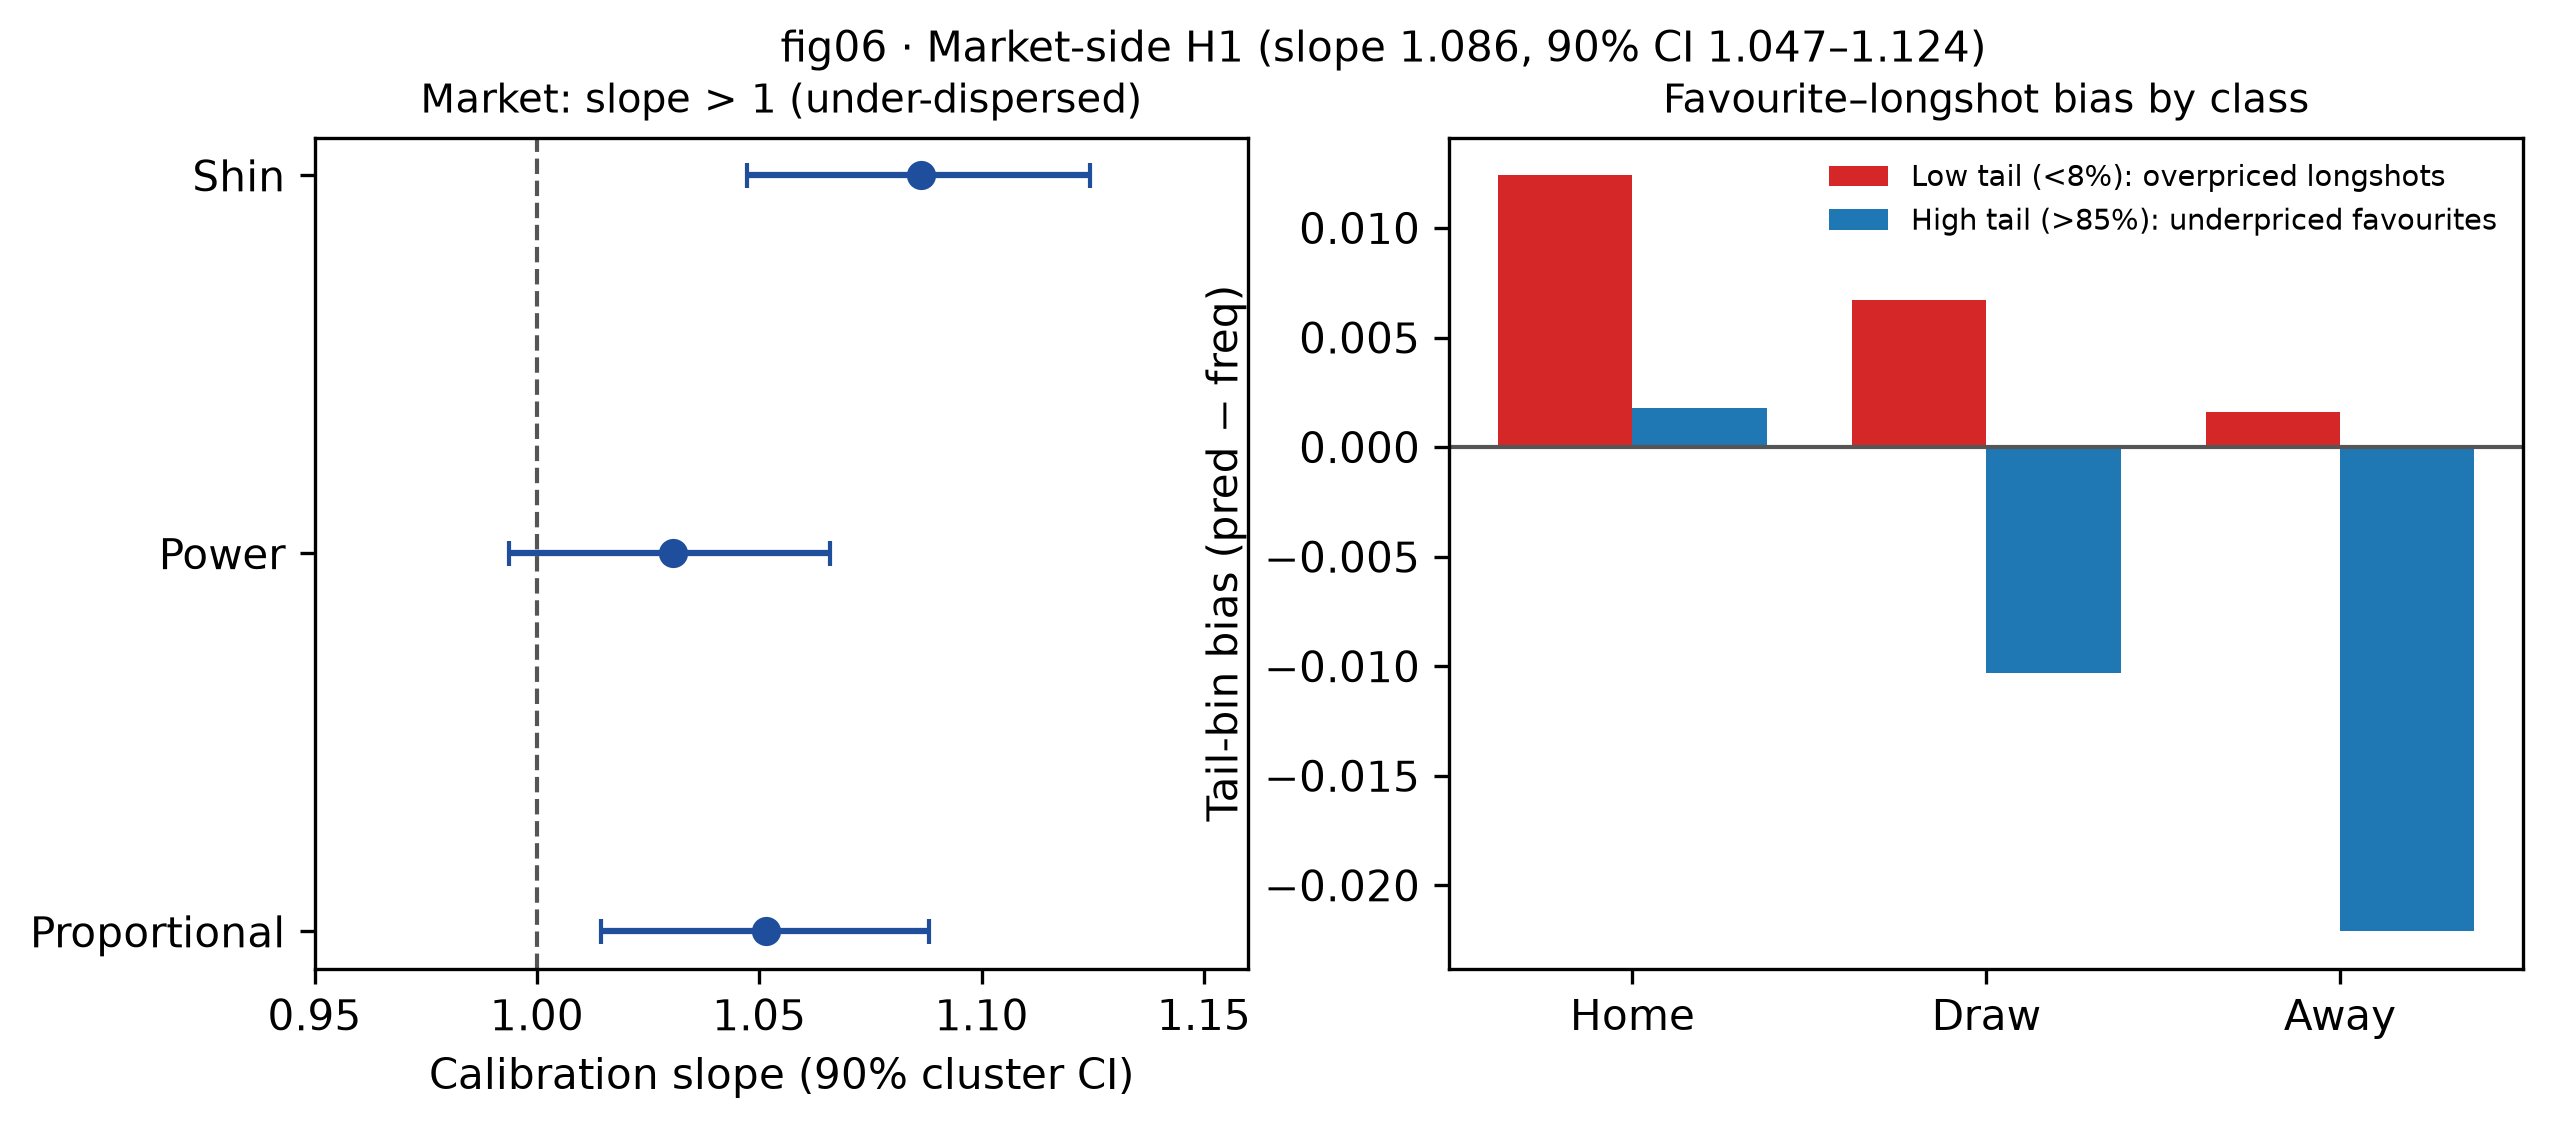 fig06 · Market-side H1 (slope 1.086, 90% CI 1.047–1.124)
Market: slope > 1 (under-dispersed)
Shin
Power
Proportional
0.95 1.00 1.05 1.10 1.15
Calibration slope (90% cluster CI)
Favourite–longshot bias by class
Tail-bin bias (pred − freq)
0.010
0.005
0.000
−0.005
−0.010
−0.015
−0.020
Low tail (<8%): overpriced longshots
High tail (>85%): underpriced favourites
Home Draw Away